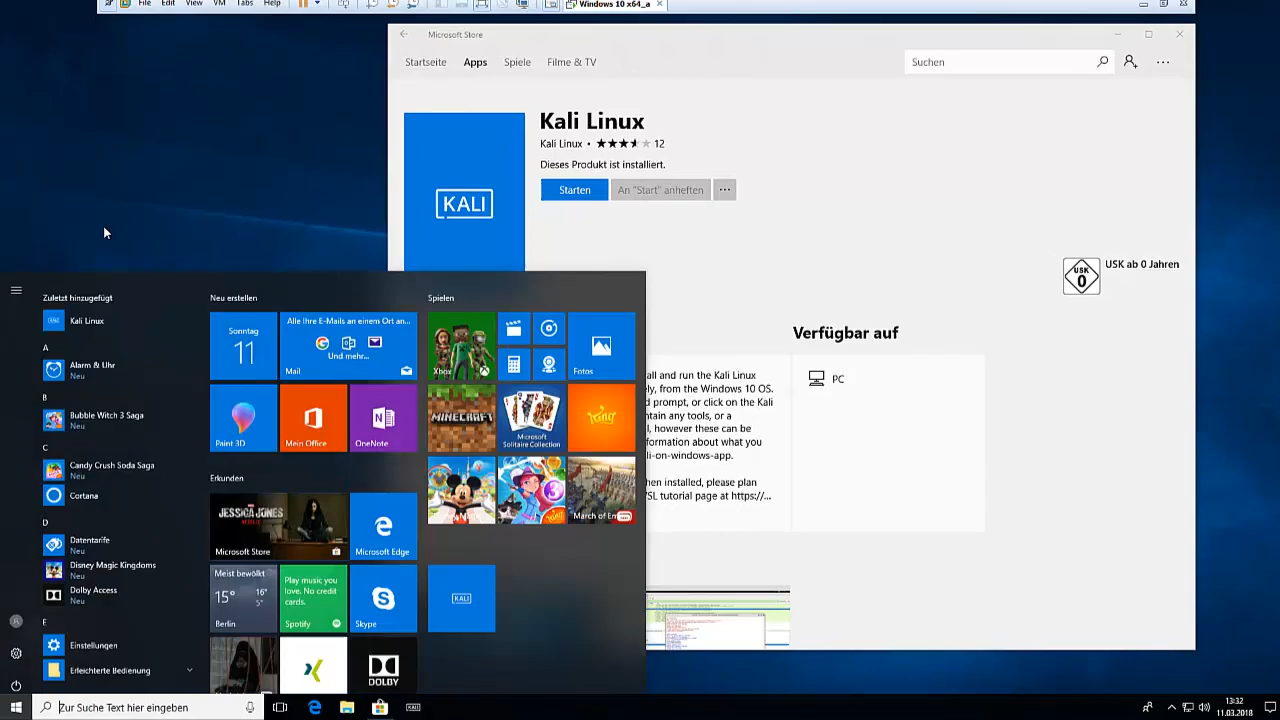 File Edit View VM Tabs Help
Windows 10 x64_a
Microsoft Store
Startseite Apps Spiele Filme & TV
Suchen
Kali Linux
Kali Linux • 12
Dieses Produkt ist installiert.
Starten
An "Start" anheften
KALI
USK
0
USK ab 0 Jahren
Verfügbar auf
PC
all and run the Kali Linux
ely, from the Windows 10 OS.
d prompt, or click on the Kali
ntain any tools, or a
l, however these can be
formation about what you
li-on-windows-app.
hen installed, please plan
VSL tutorial page at https://...
Zuletzt hinzugefügt
Kali Linux
A
Alarm & Uhr
Neu
B
Bubble Witch 3 Saga
Neu
C
Candy Crush Soda Saga
Neu
Cortana
D
Datentarife
Neu
Disney Magic Kingdoms
Neu
Dolby Access
Neu
Einstellungen
Erleichterte Bedienung
Neu erstellen
Sonntag
11
Alle Ihre E-Mails an einem Ort an...
Und mehr...
Mail
Paint 3D
Mein Office
OneNote
Erkunden
JESSICA JONES
NETFLIX
Microsoft Store
Microsoft Edge
Meist bewölkt
15° 16°
5°
Berlin
Play music you
love. No credit
cards.
Spotify
Skype
DOLBY
Spielen
Xbox
Fotos
MINECRAFT
Microsoft
Solitaire Collection
King
March of Em
KALI
Zur Suche Text hier eingeben
KALI
13:32
11.03.2018